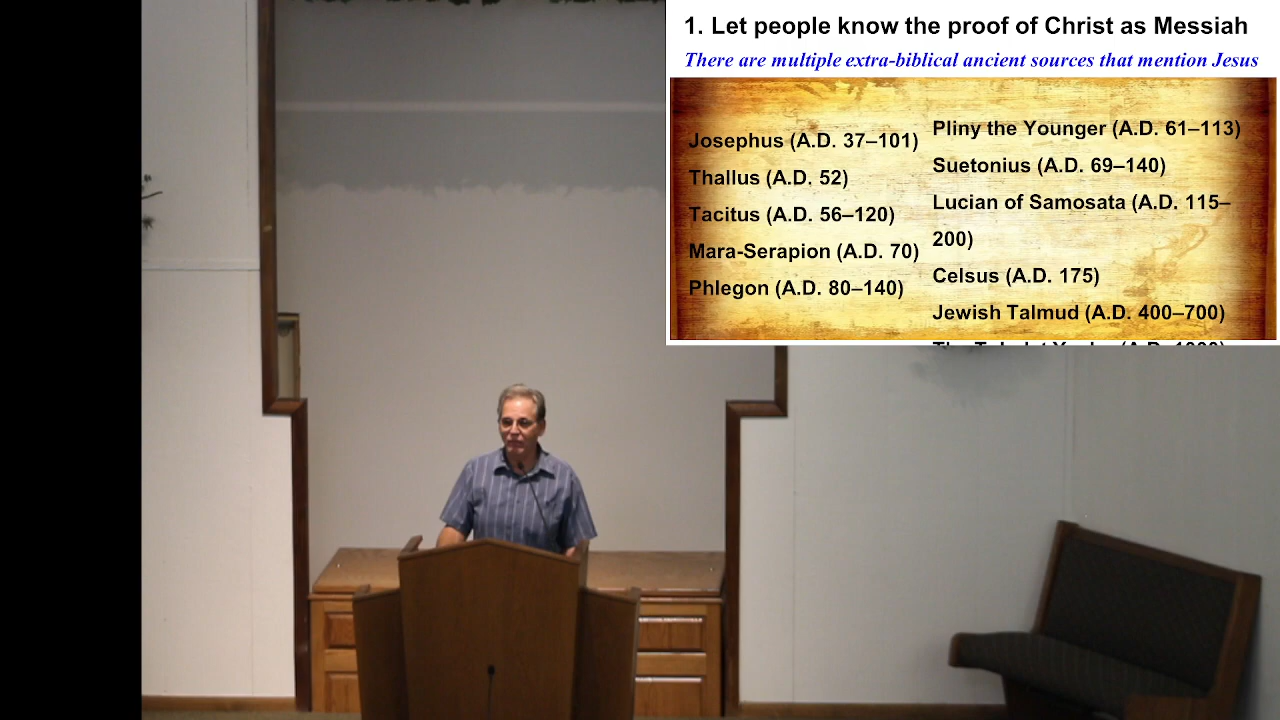 1. Let people know the proof of Christ as Messiah
There are multiple extra-biblical ancient sources that mention Jesus
Josephus (A.D. 37–101)
Thallus (A.D. 52)
Tacitus (A.D. 56–120)
Mara-Serapion (A.D. 70)
Phlegon (A.D. 80–140)
Pliny the Younger (A.D. 61–113)
Suetonius (A.D. 69–140)
Lucian of Samosata (A.D. 115–
200)
Celsus (A.D. 175)
Jewish Talmud (A.D. 400–700)